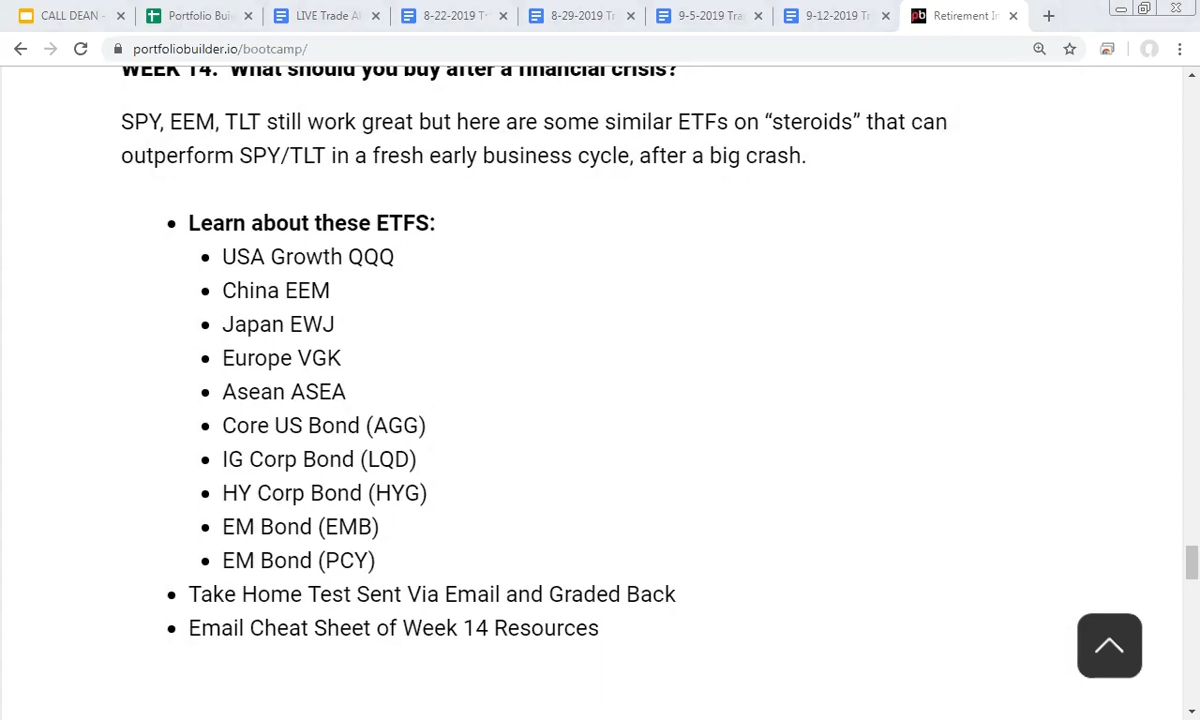 CALL DEAN -
Portfolio Bui
LIVE Trade Al
8-22-2019 T
8-29-2019 Tr
9-5-2019 Tra
9-12-2019 Tr
pb Retirement In
portfoliobuilder.io/bootcamp/
WEEK 14: What should you buy after a financial crisis?
SPY, EEM, TLT still work great but here are some similar ETFs on “steroids” that can
outperform SPY/TLT in a fresh early business cycle, after a big crash.
• Learn about these ETFS:
• USA Growth QQQ
• China EEM
• Japan EWJ
• Europe VGK
• Asean ASEA
• Core US Bond (AGG)
• IG Corp Bond (LQD)
• HY Corp Bond (HYG)
• EM Bond (EMB)
• EM Bond (PCY)
• Take Home Test Sent Via Email and Graded Back
• Email Cheat Sheet of Week 14 Resources